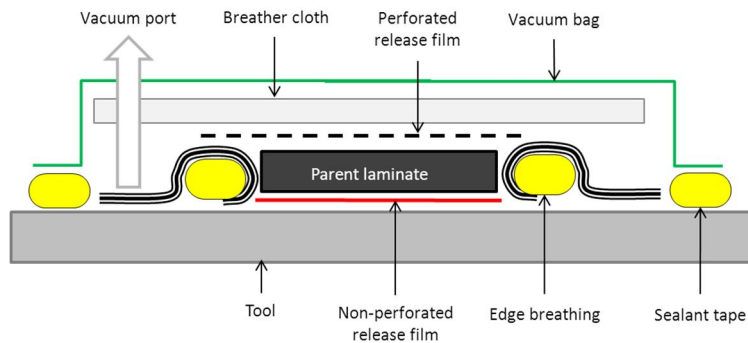 Vacuum port
Breather cloth
Perforated
release film
Vacuum bag
Parent laminate
Tool
Non-perforated
release film
Edge breathing
Sealant tape